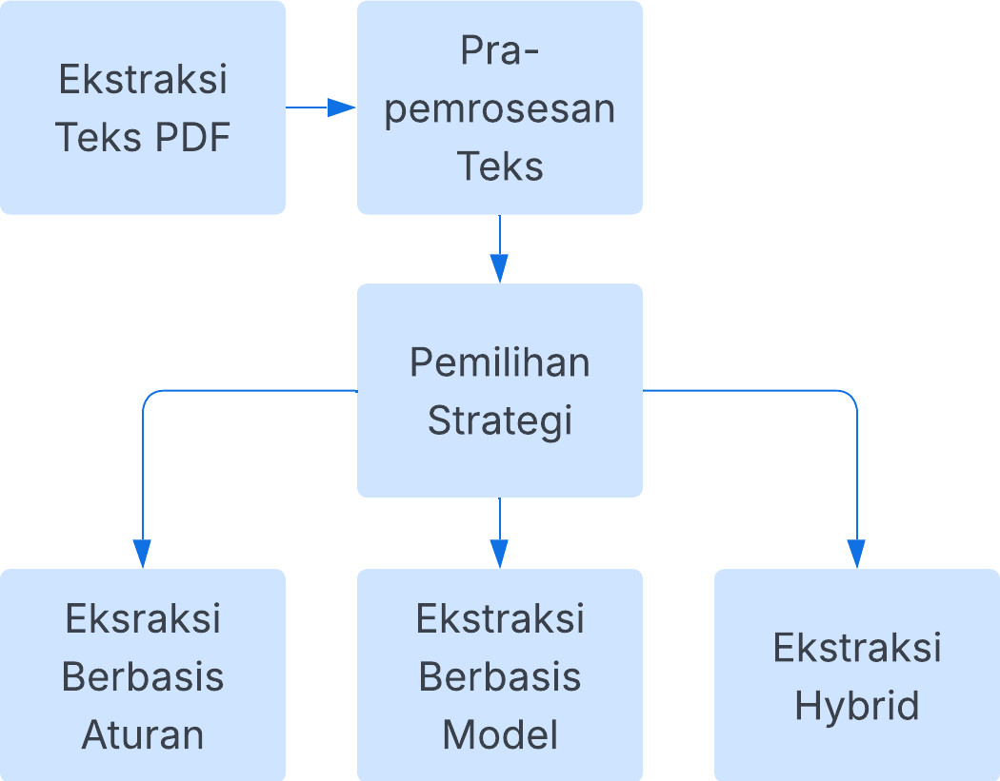 Ekstraksi
Teks PDF
Pra-
pemrosesan
Teks
Pemilihan
Strategi
Eksraksi
Berbasis
Aturan
Ekstraksi
Berbasis
Model
Ekstraksi
Hybrid